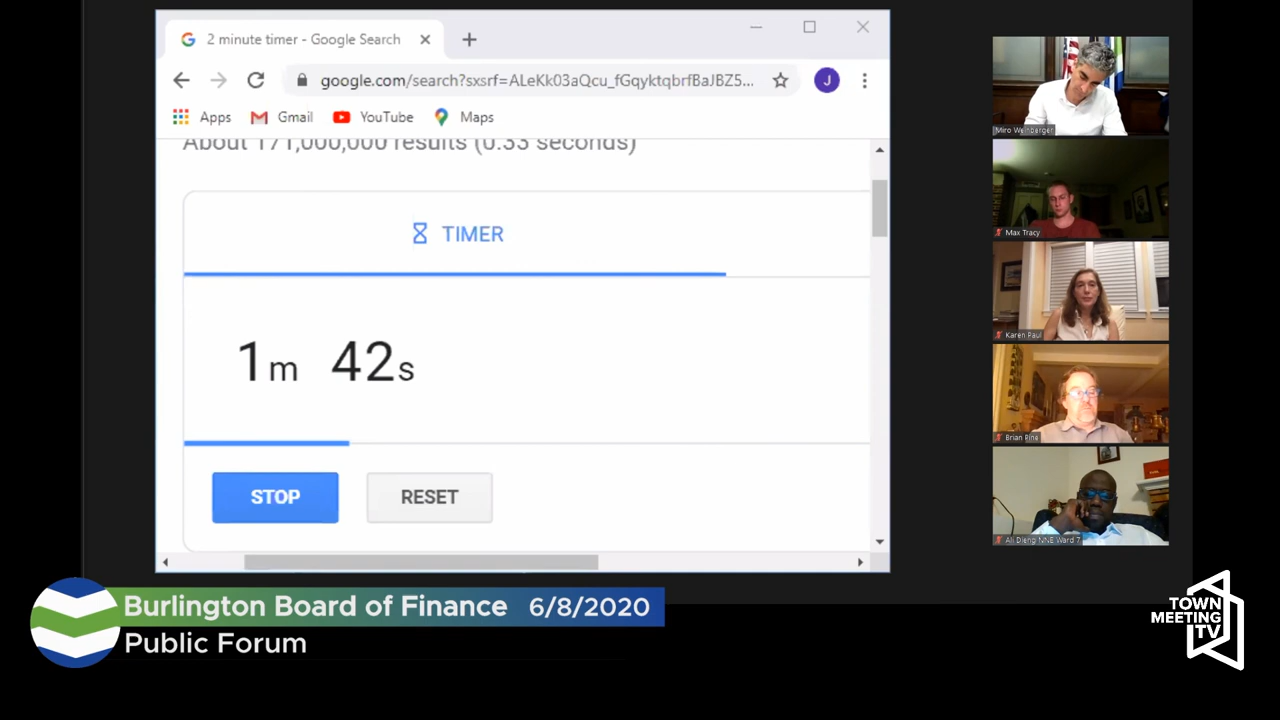 2 minute timer - Google Search
google.com/search?sxsrf=ALeKk03aQcu_fGqyktqbrfBaJBZ5...
J
Apps Gmail YouTube Maps
About 171,000,000 results (0.33 seconds)
TIMER
1m 42s
STOP RESET
Miro Weinberger
Max Tracy
Karen Paul
Brian Pine
Ali Dieng NNE Ward 7
Burlington Board of Finance 6/8/2020
Public Forum
TOWN
MEETING
TV